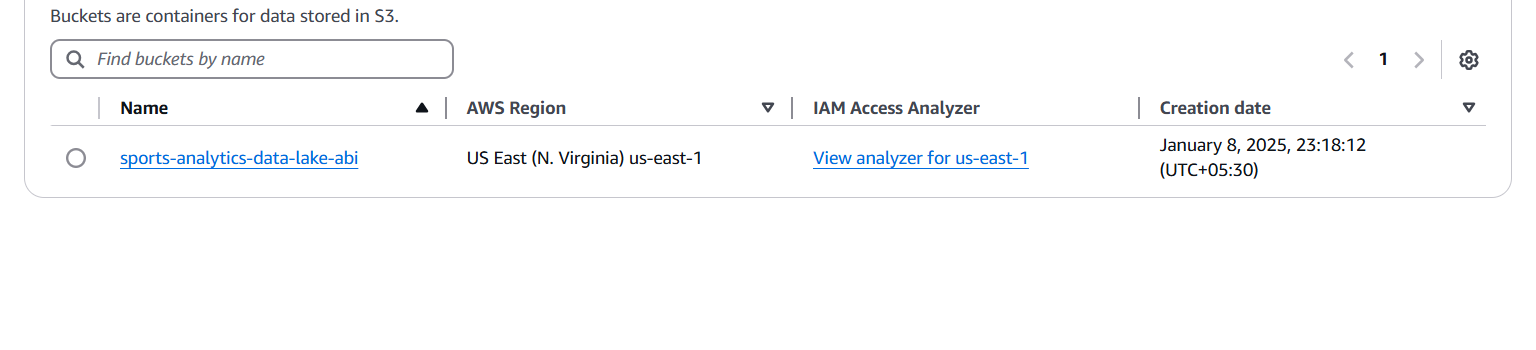 Buckets are containers for data stored in S3.
Find buckets by name
1
Name AWS Region IAM Access Analyzer Creation date
sports-analytics-data-lake-abi US East (N. Virginia) us-east-1 View analyzer for us-east-1 January 8, 2025, 23:18:12
(UTC+05:30)